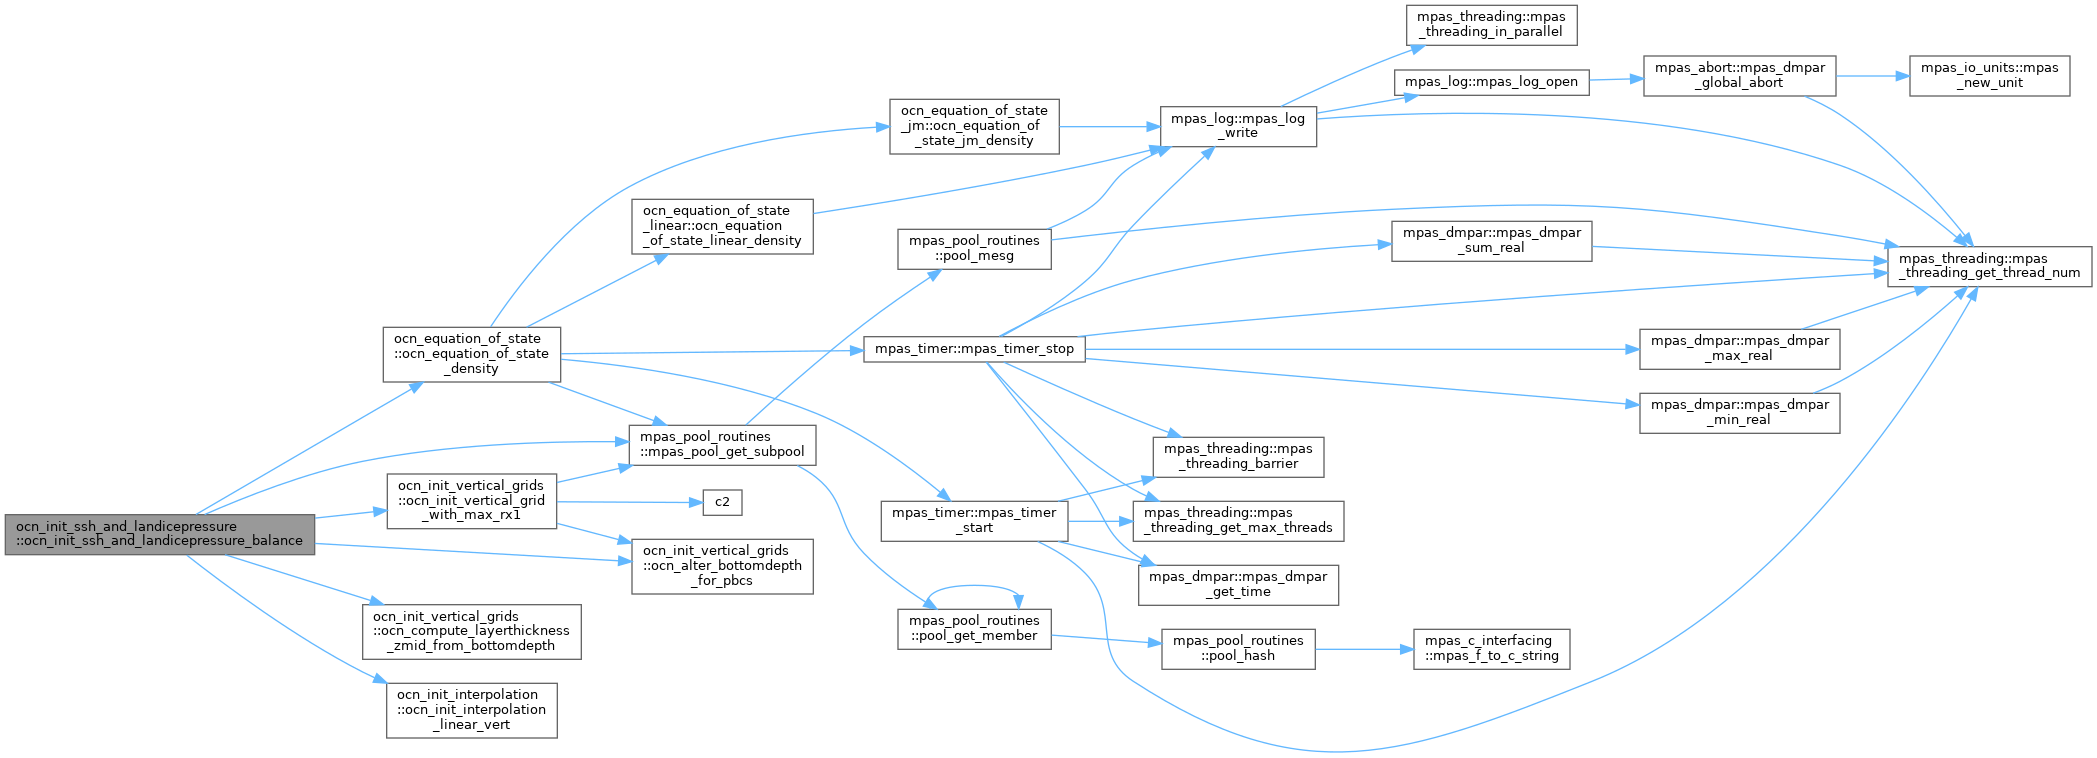 ocn_init_ssh_and_landicepressure
::ocn_init_ssh_and_landicepressure_balance
ocn_equation_of_state
::ocn_equation_of_state
_density
ocn_init_vertical_grids
::ocn_init_vertical_grid
_with_max_rx1
ocn_init_vertical_grids
::ocn_compute_layerthickness
_zmid_from_bottomdepth
ocn_init_interpolation
::ocn_init_interpolation
_linear_vert
ocn_equation_of_state
_linear::ocn_equation
_of_state_linear_density
mpas_pool_routines
::mpas_pool_get_subpool
c2
ocn_init_vertical_grids
::ocn_alter_bottomdepth
_for_pbcs
ocn_equation_of_state
_jm::ocn_equation_of
_state_jm_density
mpas_pool_routines
::pool_mesg
mpas_timer::mpas_timer_stop
mpas_timer::mpas_timer
_start
mpas_pool_routines
::pool_get_member
mpas_log::mpas_log
_write
mpas_threading::mpas
_threading_barrier
mpas_threading::mpas
_threading_get_max_threads
mpas_dmpar::mpas_dmpar
_get_time
mpas_pool_routines
::pool_hash
mpas_threading::mpas
_threading_in_parallel
mpas_log::mpas_log_open
mpas_dmpar::mpas_dmpar
_sum_real
mpas_c_interfacing
::mpas_f_to_c_string
mpas_abort::mpas_dmpar
_global_abort
mpas_dmpar::mpas_dmpar
_max_real
mpas_dmpar::mpas_dmpar
_min_real
mpas_io_units::mpas
_new_unit
mpas_threading::mpas
_threading_get_thread_num